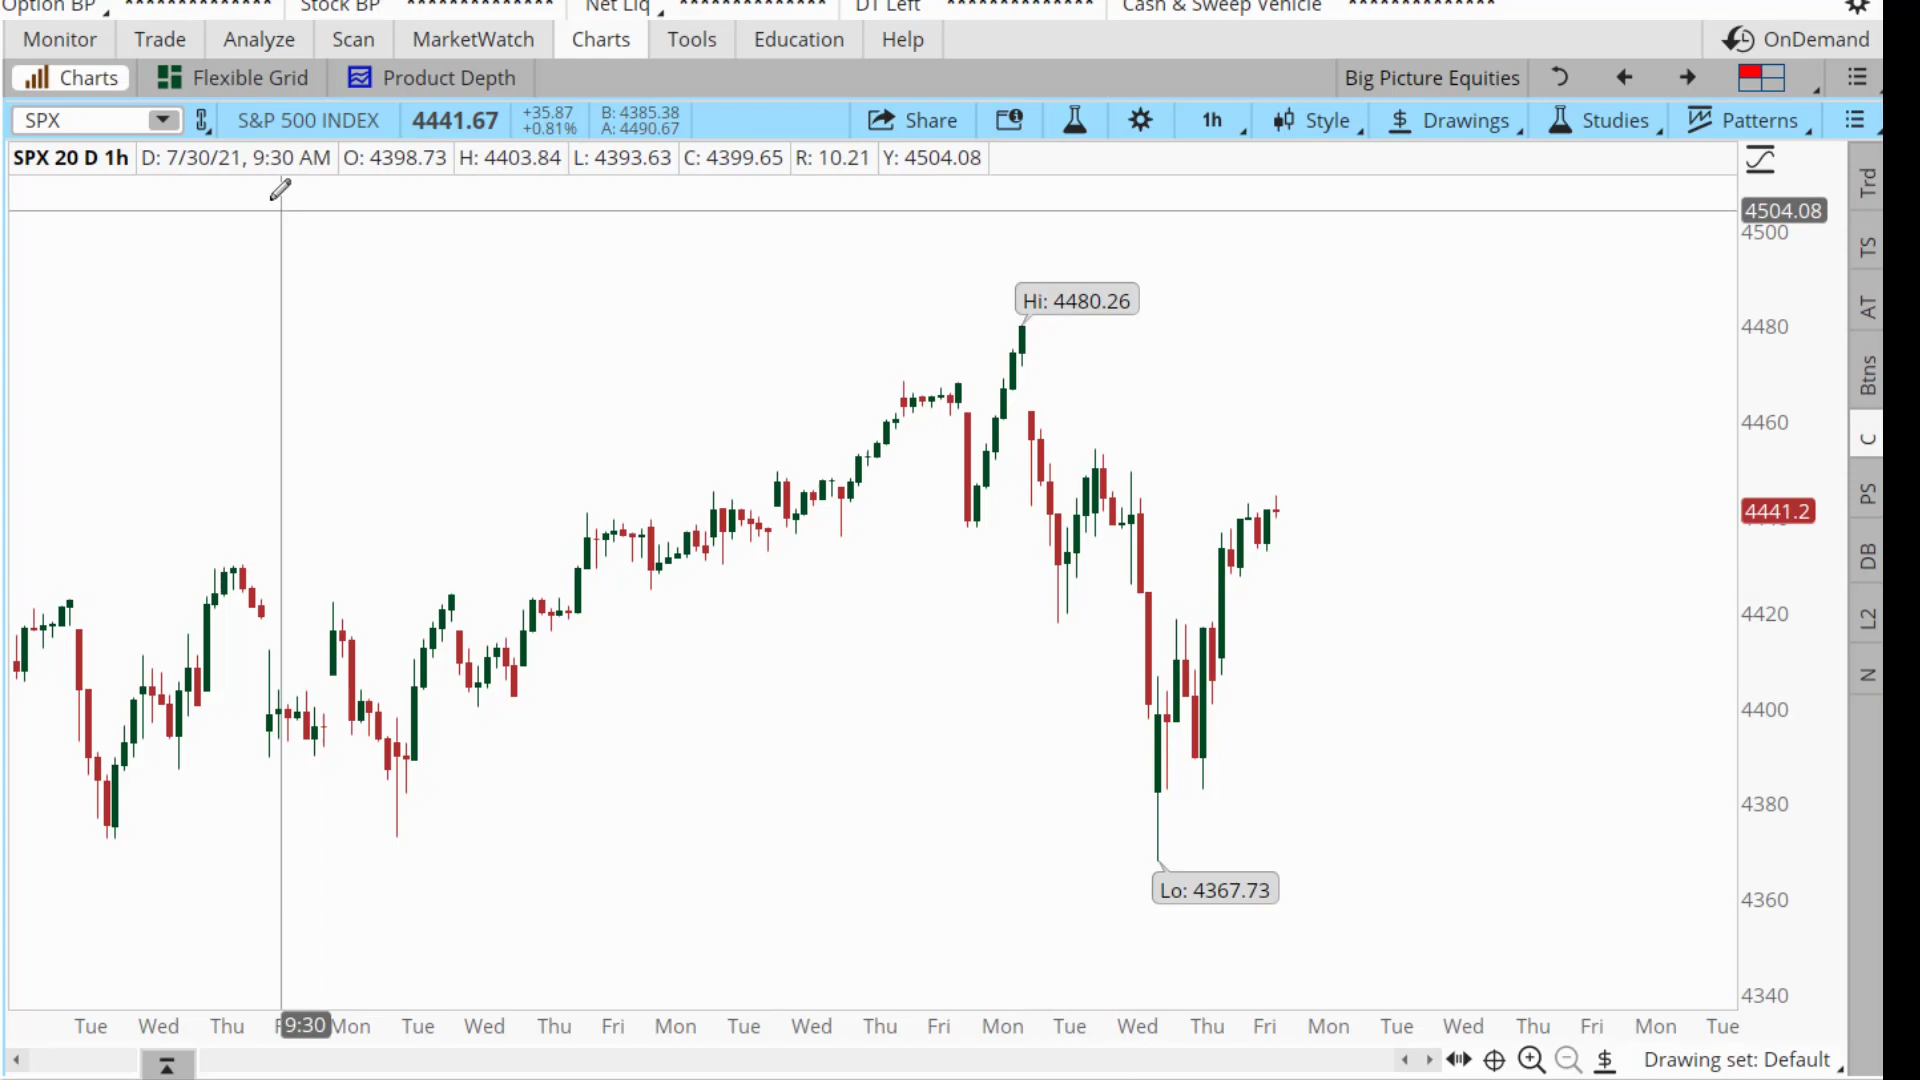 Option BP ************* Stock BP ************* Net Liq ************* DT Left ************* Cash & Sweep Vehicle *************
Monitor Trade Analyze Scan MarketWatch Charts Tools Education Help OnDemand
Charts Flexible Grid Product Depth Big Picture Equities
SPX S&P 500 INDEX 4441.67 +35.87 B: 4385.38 Share 1h Style Drawings Studies Patterns
+0.81% A: 4490.67
SPX 20 D 1h D: 7/30/21, 9:30 AM O: 4398.73 H: 4403.84 L: 4393.63 C: 4399.65 R: 10.21 Y: 4504.08
4504.08
4500
Hi: 4480.26
4480
4460
4441.2
4420
4400
4380
Lo: 4367.73
4360
4340
Trd
TS
AT
Btns
C
PS
DB
L2
N
Tue Wed Thu F 9:30 Mon Tue Wed Thu Fri Mon Tue Wed Thu Fri Mon Tue Wed Thu Fri Mon Tue Wed Thu Fri Mon Tue
Drawing set: Default